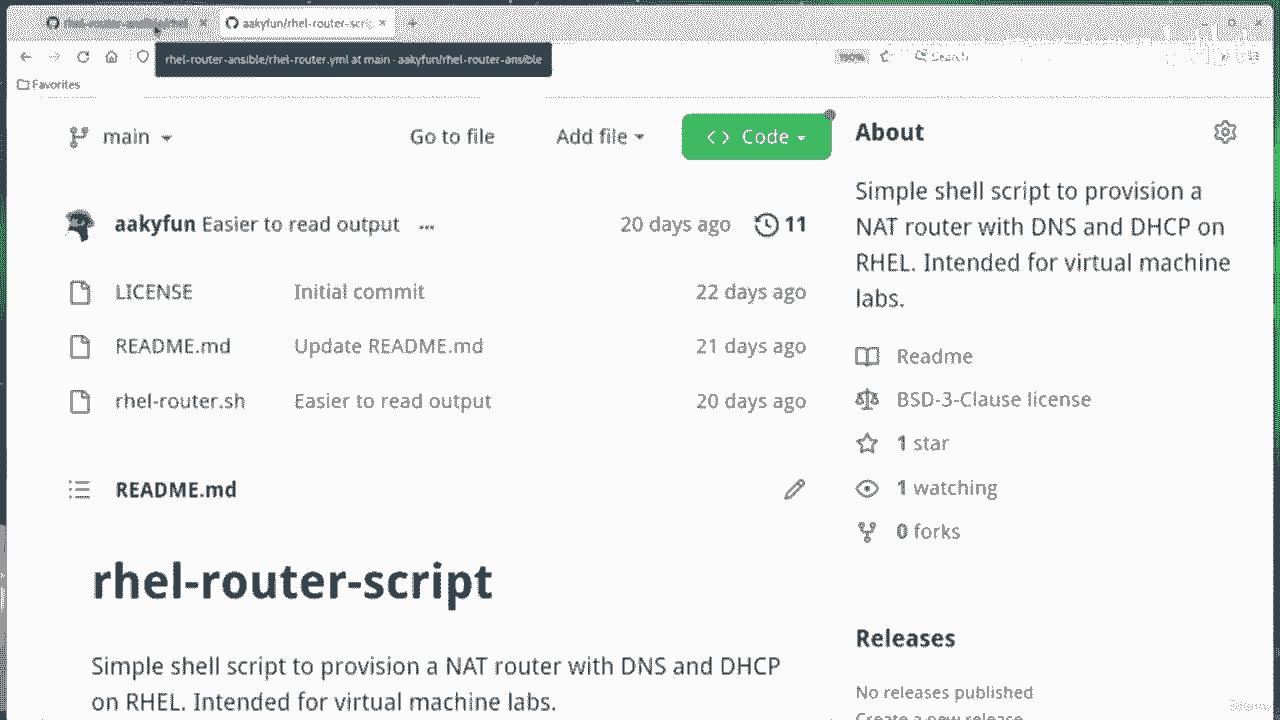 aakyfun/rhel-router-scri
rhel-router-ansible/rhel-router.yml at main · aakyfun/rhel-router-ansible
Search
Favorites
main
Go to file
Add file
Code
aakyfun Easier to read output ...
20 days ago
11
LICENSE
Initial commit
22 days ago
README.md
Update README.md
21 days ago
rhel-router.sh
Easier to read output
20 days ago
README.md
rhel-router-script
Simple shell script to provision a NAT router with DNS and DHCP
on RHEL. Intended for virtual machine labs.
About
Simple shell script to provision a
NAT router with DNS and DHCP on
RHEL. Intended for virtual machine
labs.
Readme
BSD-3-Clause license
1 star
1 watching
0 forks
Releases
No releases published
Create a new release